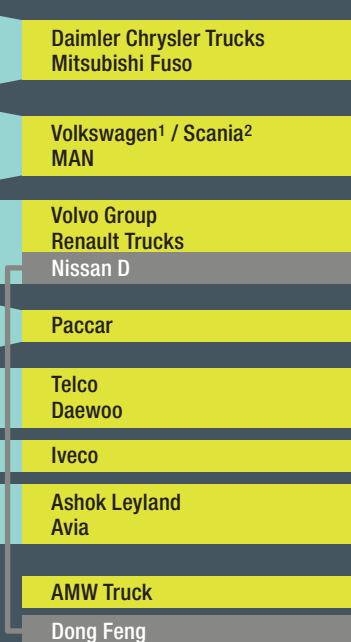 Daimler Chrysler Trucks
Mitsubishi Fuso
Volkswagen¹ / Scania²
MAN
Volvo Group
Renault Trucks
Nissan D
Paccar
Telco
Daewoo
Iveco
Ashok Leyland
Avia
AMW Truck
Dong Feng